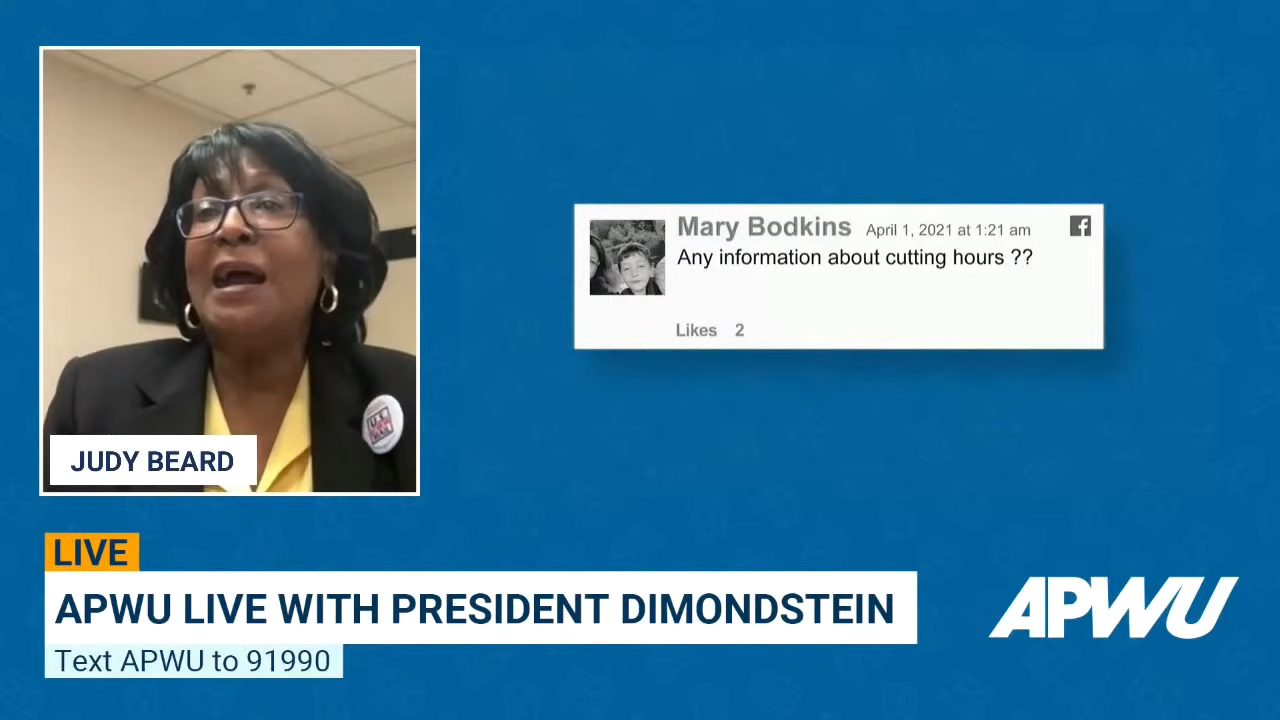 Mary Bodkins April 1, 2021 at 1:21 am
Any information about cutting hours ??
Likes 2
U.S.
MAIL
JUDY BEARD
LIVE
APWU LIVE WITH PRESIDENT DIMONDSTEIN
Text APWU to 91990
APWU